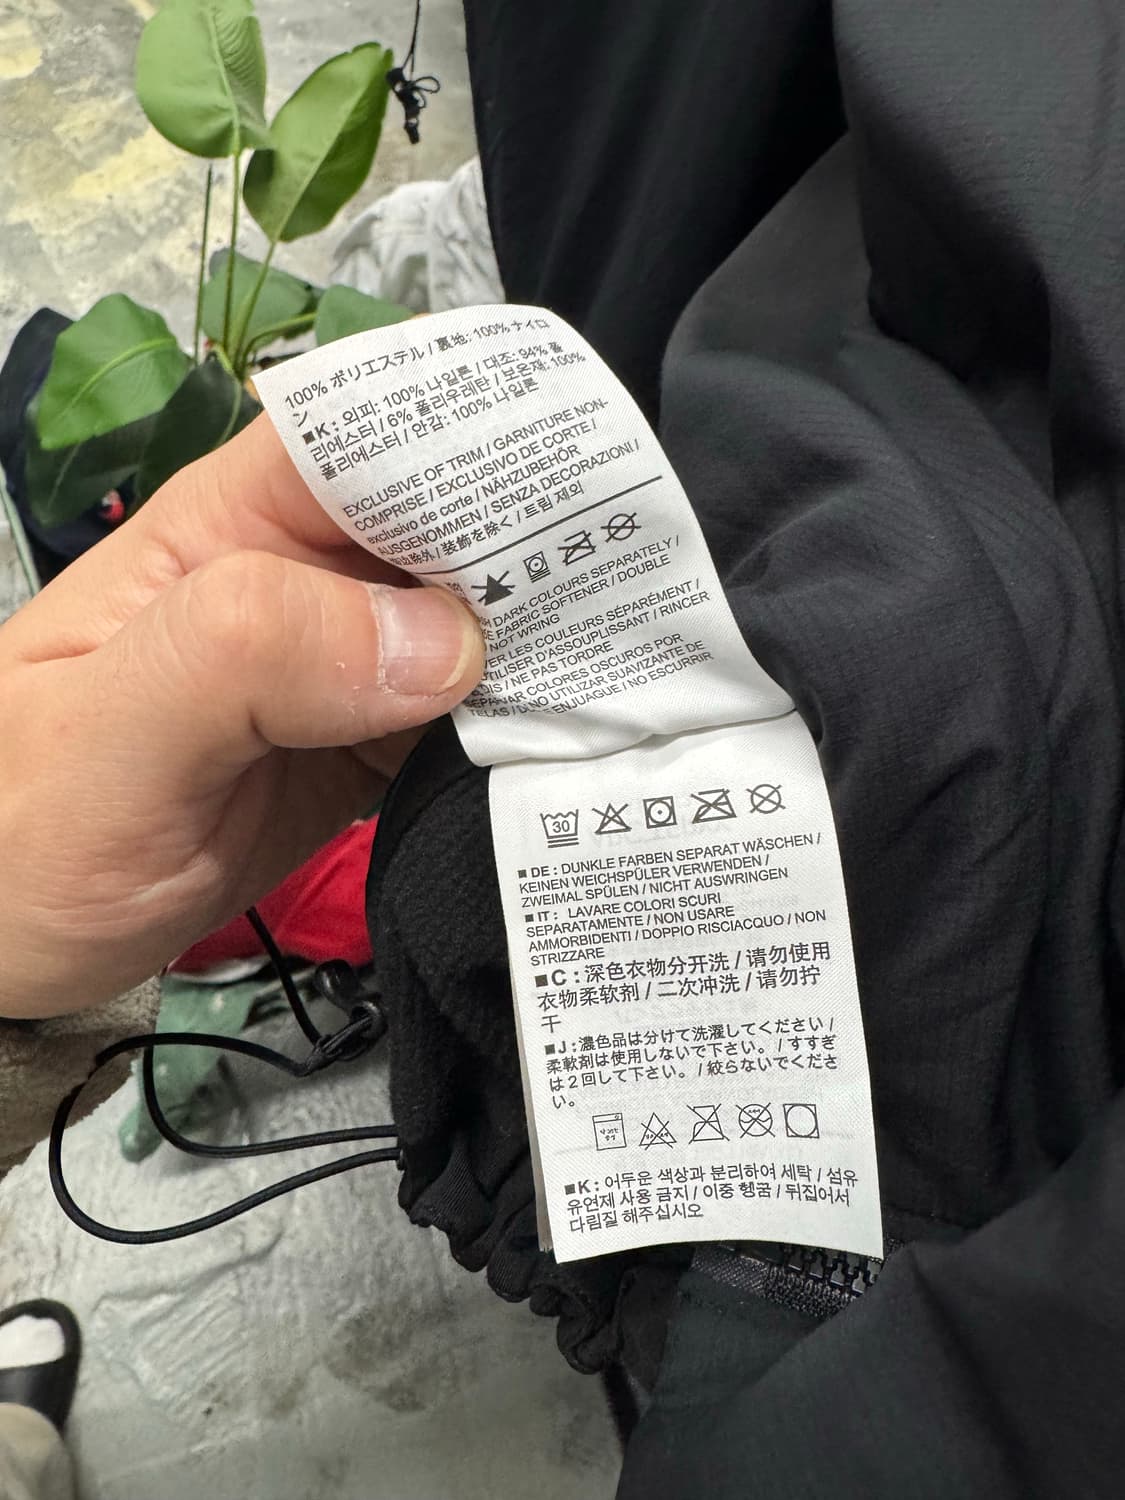 100% ポリエステル / 裏地: 100% ナイロ
ン
■K : 외피: 100% 나일론 / 대조: 94% 폴
리에스터 / 6% 폴리우레탄 / 보온재: 100%
폴리에스터 / 안감: 100% 나일론
EXCLUSIVE OF TRIM / GARNITURE NON-
COMPRISE / EXCLUSIVO DE CORTE /
exclusivo de corte / NÄHZUBEHÖR
AUSGENOMMEN / SENZA DECORAZIONI /
除外 / 装飾を除く / 트림 제외
DARK COLOURS SEPARATELY /
FABRIC SOFTENER / DOUBLE
NOT WRING
LES COULEURS SÉPARÉMENT /
UTILISER D'ASSOUPLISSANT / RINCER
/ NE PAS TORDRE
COLORES OSCUROS POR
TELAS / NO UTILIZAR SUAVIZANTE DE
ENJUAGUE / NO ESCURRIR
30
■ DE : DUNKLE FARBEN SEPARAT WÄSCHEN /
KEINEN WEICHSPÜLER VERWENDEN /
ZWEIMAL SPÜLEN / NICHT AUSWRINGEN
■ IT : LAVARE COLORI SCURI
SEPARATAMENTE / NON USARE
AMMORBIDENTI / DOPPIO RISCIACQUO / NON
STRIZZARE
■C : 深色衣物分开洗 / 请勿使用
衣物柔软剂 / 二次冲洗 / 请勿拧
干
■J : 濃色品は分けて洗濯してください /
柔軟剤は使用しないで下さい。 / すすぎ
は2回して下さい。 / 絞らないでくださ
い。
■K : 어두운 색상과 분리하여 세탁 / 섬유
유연제 사용 금지 / 이중 헹굼 / 뒤집어서
다림질 해주십시오